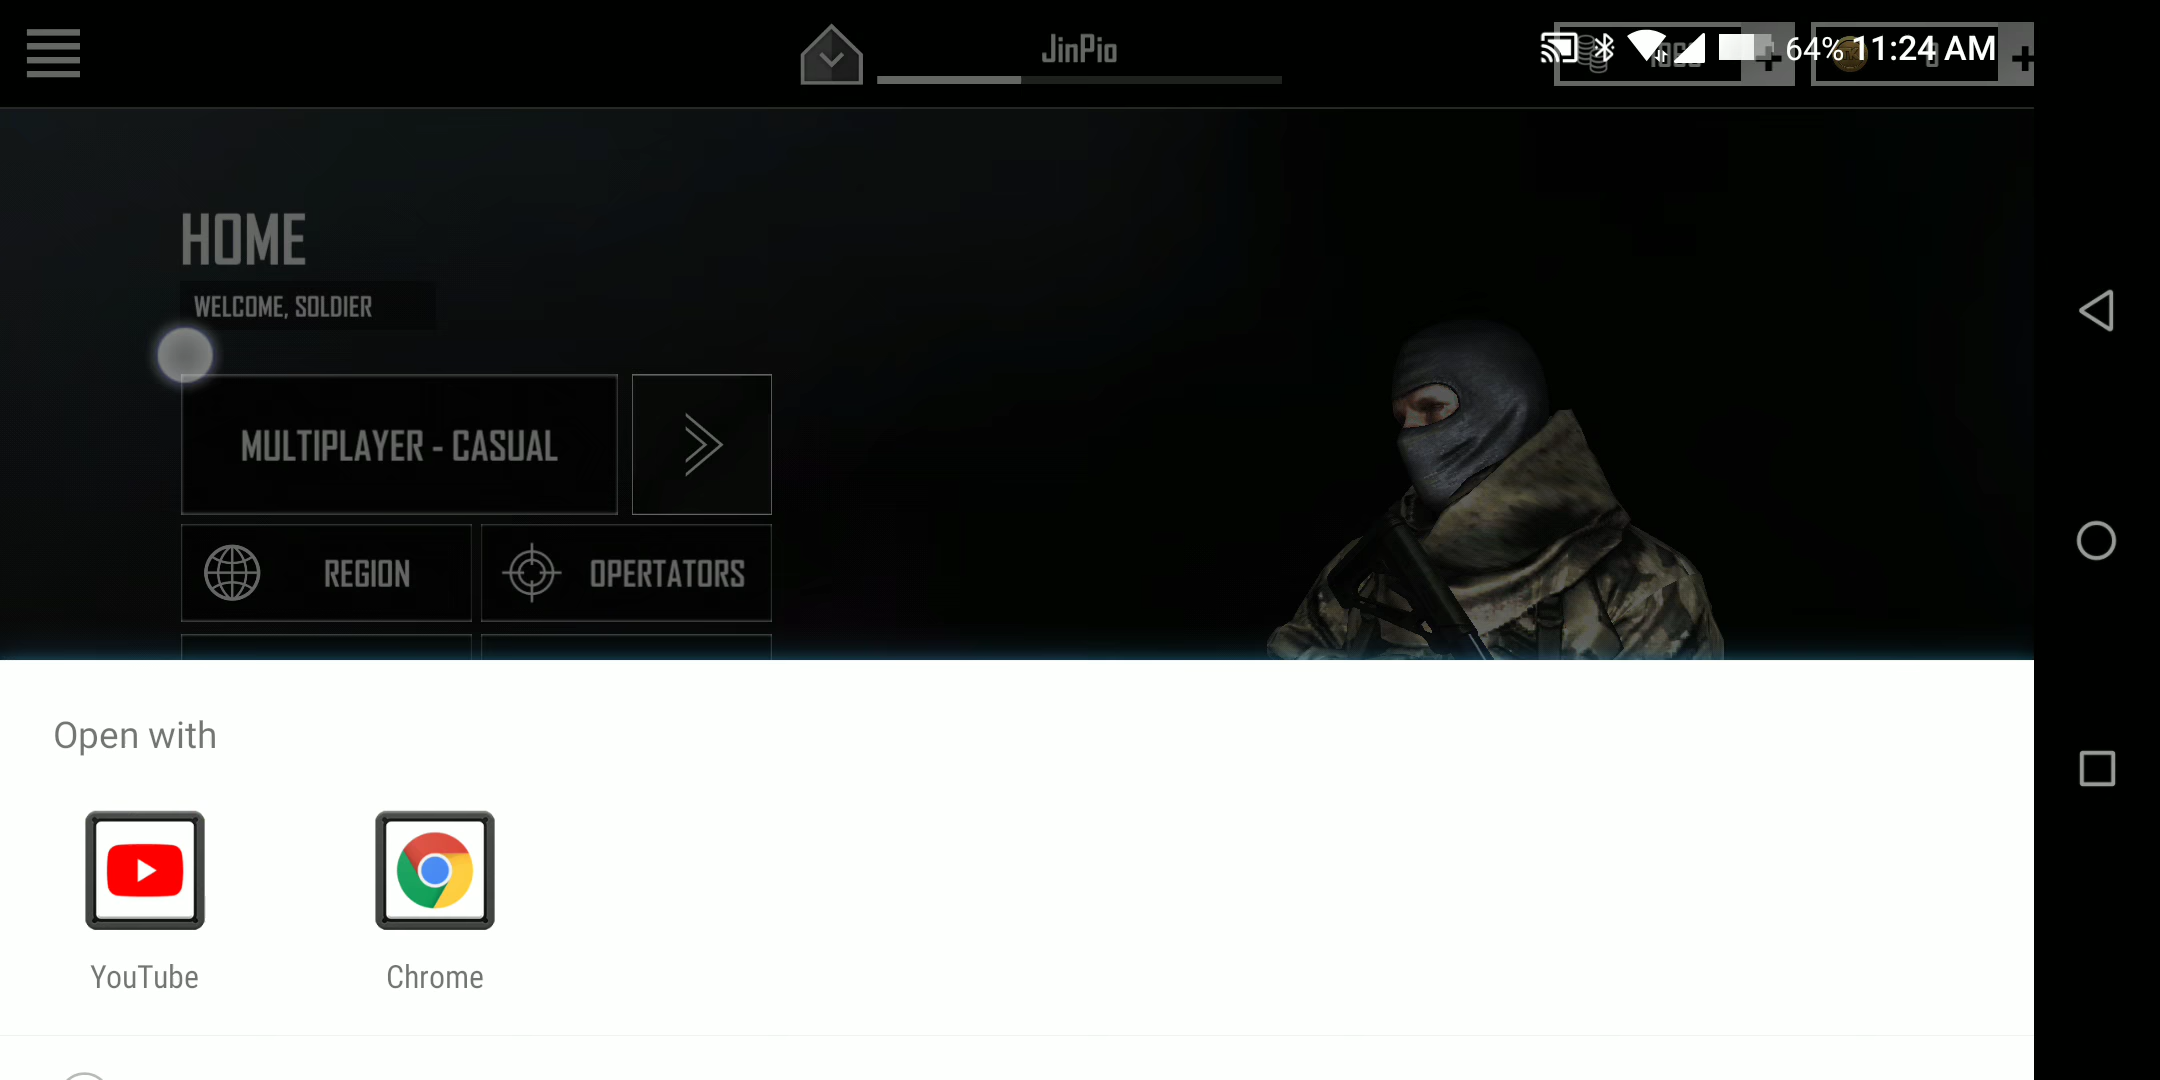 JinPio
64% 11:24 AM
HOME
WELCOME, SOLDIER
MULTIPLAYER - CASUAL
REGION
OPERTATORS
Open with
YouTube
Chrome